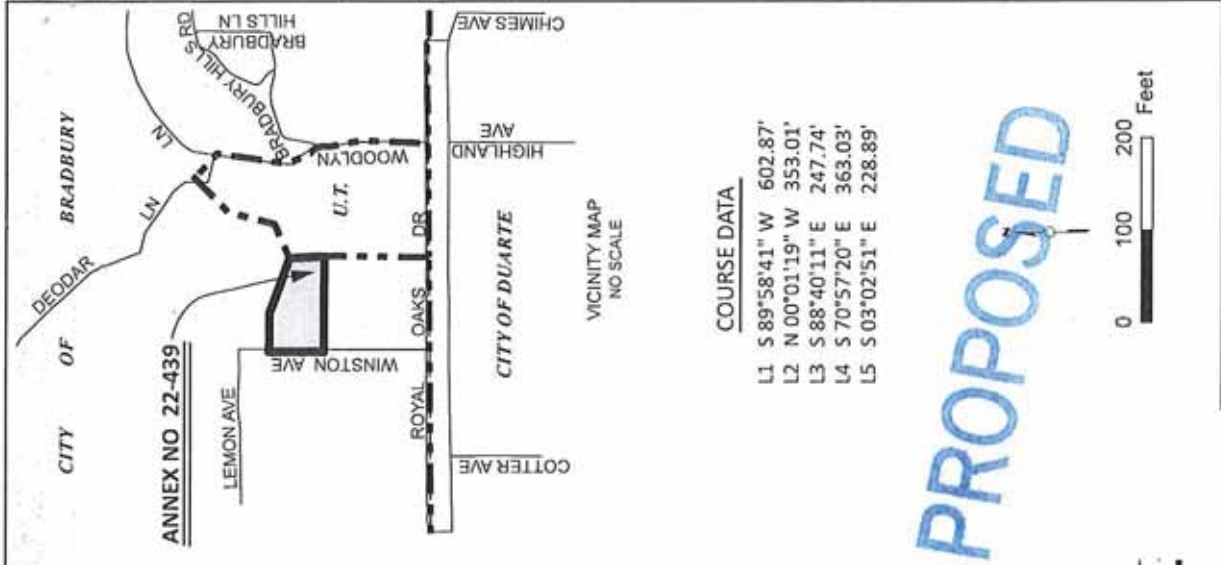 CITY OF BRADBURY
DEODAR LN
LN
BRADBURY HILLS RD
BRADBURY HILLS LN
ANNEX NO 22-439
LEMON AVE
WINSTON AVE
U.T.
WOODLYN
ROYAL OAKS DR
COTTER AVE
CITY OF DUARTE
HIGHLAND AVE
CHIMES AVE
VICINITY MAP
NO SCALE
COURSE DATA
L1 S 89°58'41" W 602.87'
L2 N 00°01'19" W 353.01'
L3 S 88°40'11" E 247.74'
L4 S 70°57'20" E 363.03'
L5 S 03°02'51" E 228.89'
PROPOSED
z
0 100 200
Feet